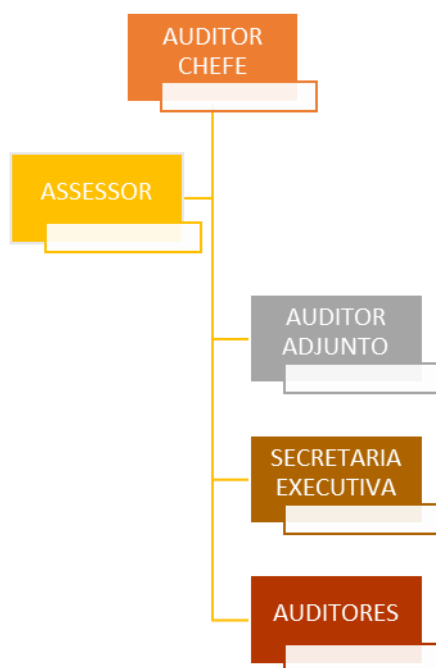 AUDITOR
CHEFE
ASSESSOR
AUDITOR
ADJUNTO
SECRETARIA
EXECUTIVA
AUDITORES